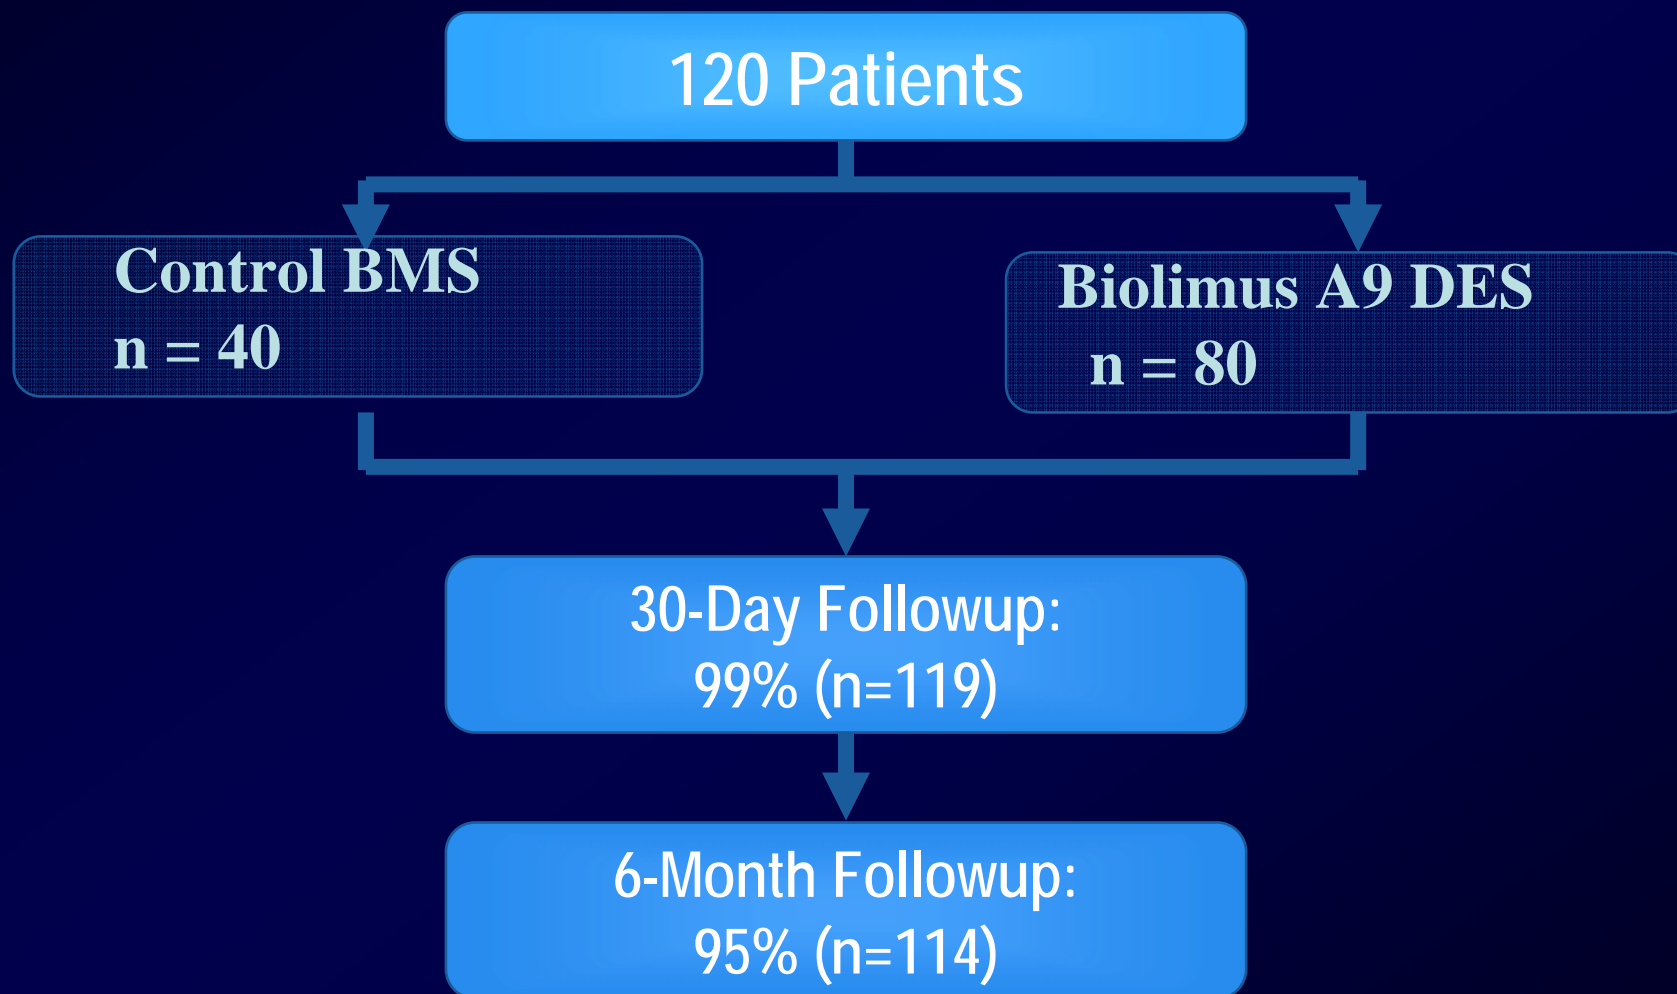 120 Patients
Control BMS
n = 40
Biolimus A9 DES
n = 80
30-Day Followup:
99% (n=119)
6-Month Followup:
95% (n=114)